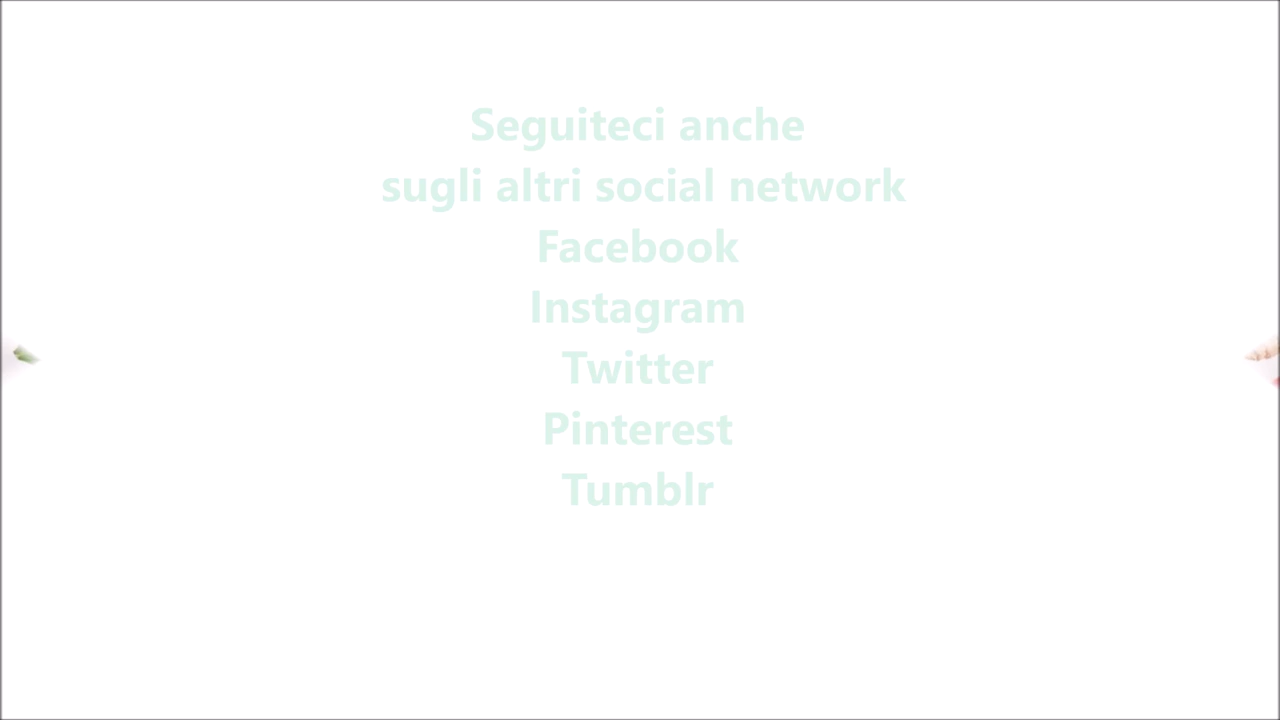 Seguiteci anche
sugli altri social network
Facebook
Instagram
Twitter
Pinterest
Tumblr